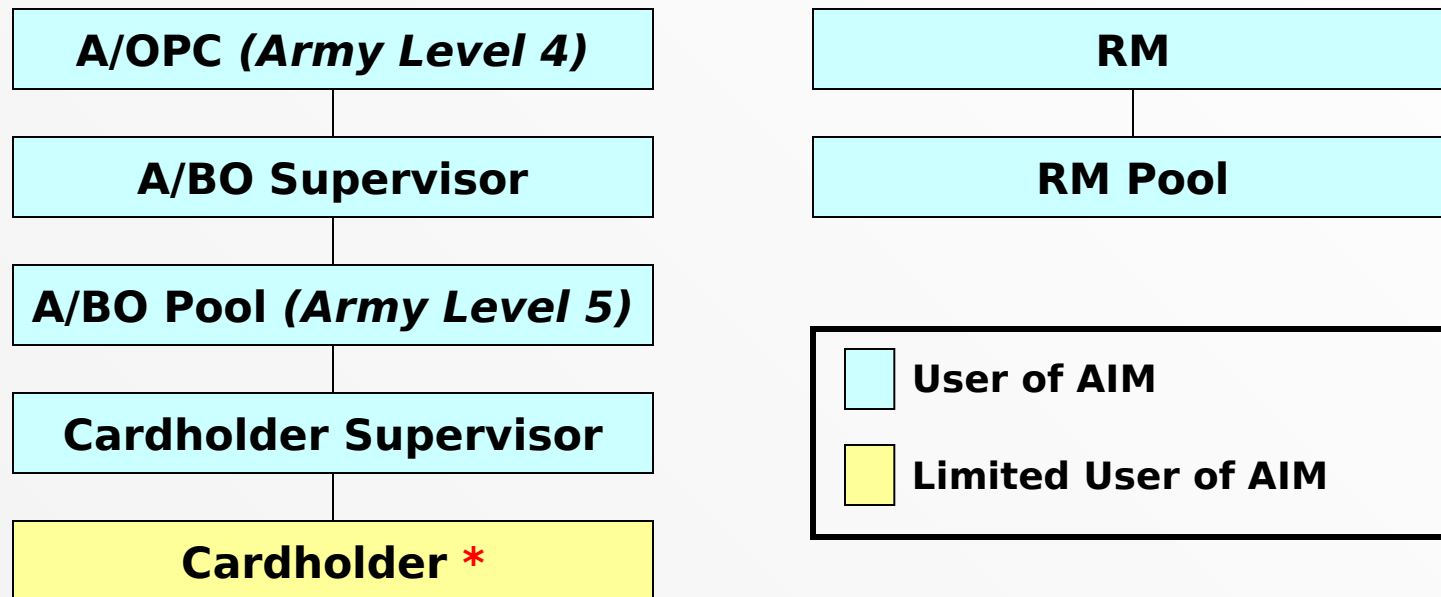 A/OPC (Army Level 4)
A/BO Supervisor
A/BO Pool (Army Level 5)
Cardholder Supervisor
Cardholder *
RM
RM Pool
User of AIM
Limited User of AIM